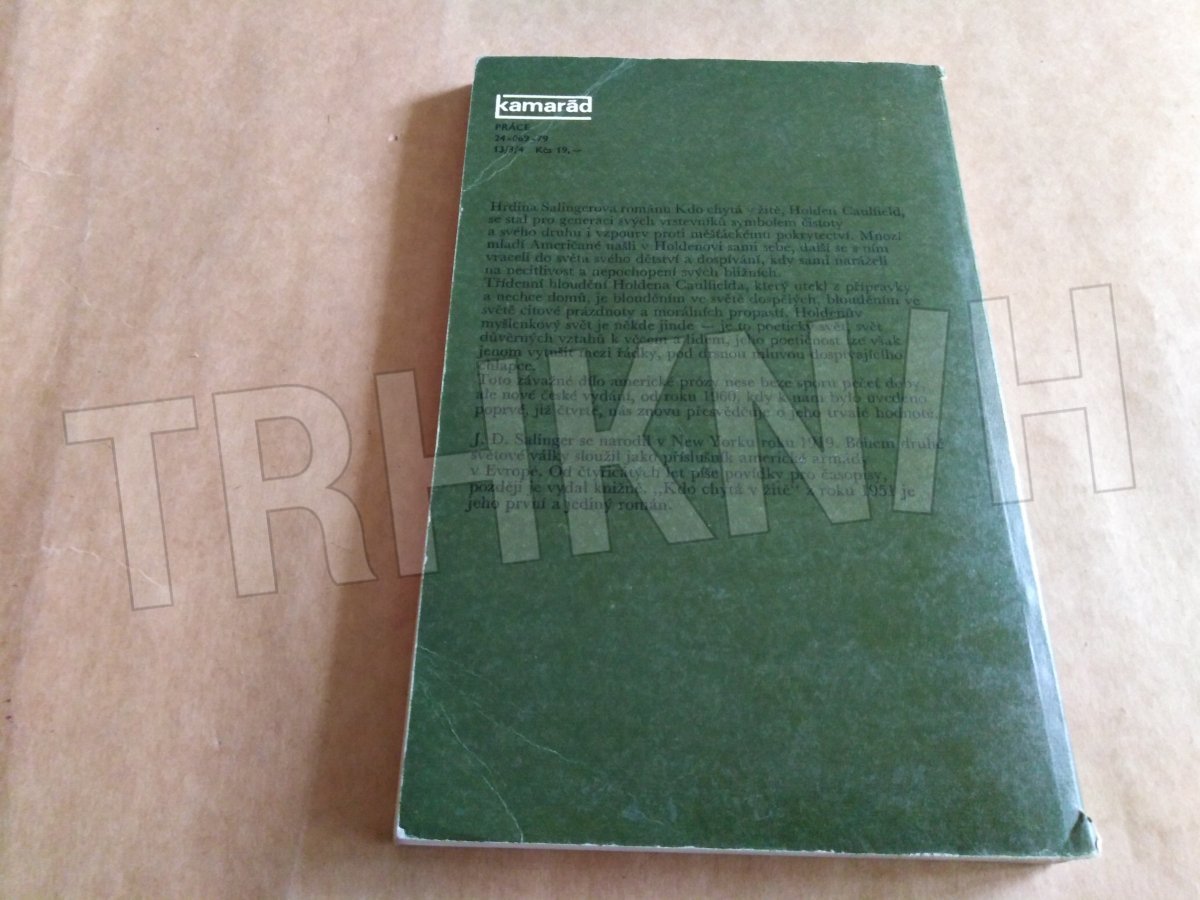 kamarád
PRÁCE
24-069-79
13/3/4 Kčs 19,—
Hrdina Salingerova románu Kdo chytá v žitě, Holden Caulfield,
se stal pro generaci svých vrstevníků symbolem čistoty
a svého druhu i vzpoury proti měšťáckému pokrytectví. Mnozí
mladí Američané našli v Holdenovi sami sebe, další se s ním
vraceli do světa svého dětství a dospívání, kdy sami naráželi
na necitlivost a nepochopení svých bližních.
Třídenní bloudění Holdena Caulfielda, který utekl z přípravky
a nechce domů, je blouděním ve světě dospělých, blouděním ve
světě citové prázdnoty a morálních propastí. Holdenův
myšlenkový svět je někde jinde — je to poetický svět, svět
důvěrných vztahů k věcem a lidem, jeho poetičnost lze však
jenom vytušit mezi řádky, pod drsnou mluvou dospívajícího
chlapce.
Toto závažné dílo americké prózy nese beze sporu pečeť doby,
ale nové české vydání, od roku 1960, kdy k nám bylo uvedeno
poprvé, již čtvrté, nás znovu přesvědčuje o jeho trvalé hodnotě.
J. D. Salinger se narodil v New Yorku roku 1919. Během druhé
světové války sloužil jako příslušník americké armády
v Evropě. Od čtyřicátých let píše povídky pro časopisy,
později je vydal knižně. „Kdo chytá v žitě" z roku 1951 je
jeho první a jediný román.
TRHKNIH